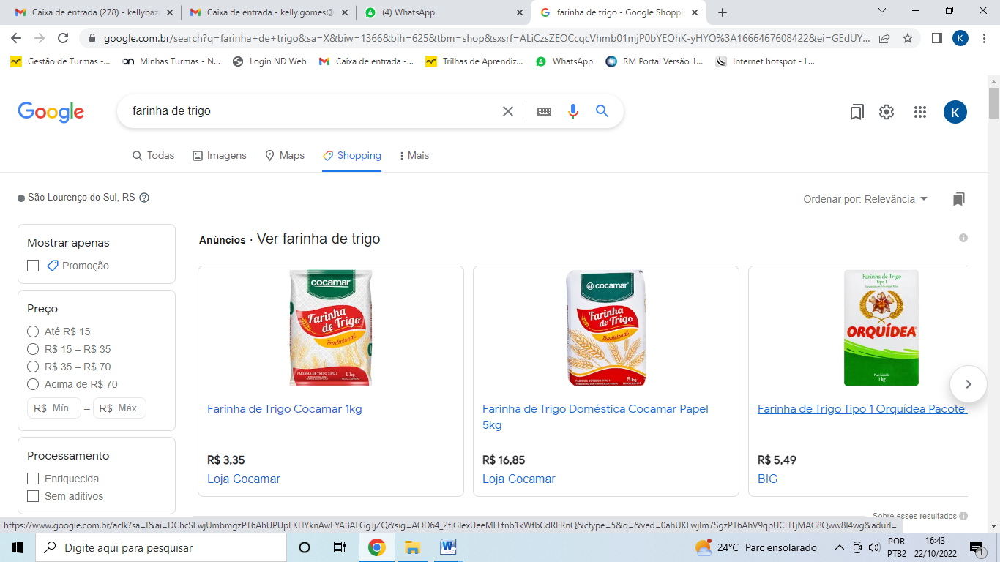 Caixa de entrada (278) - kellybaz
Caixa de entrada - kelly.gomes@
(4) WhatsApp
farinha de trigo - Google Shoppi
google.com.br/search?q=farinha+de+trigo&sa=X&biw=1366&bih=625&tbm=shop&sxsrf=ALiCzsZEOCcqcVhmb01mjP0bYEQhK-yHYQ%3A1666467608422&ei=GEdUY...
K
Gestão de Turmas -...
Minhas Turmas - N...
Login ND Web
Caixa de entrada -...
Trilhas de Aprendiz...
WhatsApp
RM Portal Versão 1...
Internet hotspot - L...
Google
farinha de trigo
K
Todas
Imagens
Maps
Shopping
Mais
São Lourenço do Sul, RS
Ordenar por: Relevância
Mostrar apenas
Promoção
Preço
Até R$ 15
R$ 15 – R$ 35
R$ 35 – R$ 70
Acima de R$ 70
R$ Mín – R$ Máx
Processamento
Enriquecida
Sem aditivos
Anúncios · Ver farinha de trigo
cocamar
Farinha de Trigo
Tradicional
FARINHA DE TRIGO TIPO 1
1 kg
Farinha de Trigo Cocamar 1kg
R$ 3,35
Loja Cocamar
cocamar
Farinha de Trigo
Tradicional
FARINHA DE TRIGO TIPO 1
5 kg
Farinha de Trigo Doméstica Cocamar Papel
5kg
R$ 16,85
Loja Cocamar
Farinha de Trigo
Tipo 1
ORQUÍDEA
Peso Líquido
1 kg
Farinha de Trigo Tipo 1 Orquídea Pacote
R$ 5,49
BIG
Sobre esses resultados
https://www.google.com.br/aclk?sa=l&ai=DChcSEwjUmbmgzPT6AhUPUpEKHYknAwEYABAFGgJjZQ&sig=AOD64_2tIGlexUeeMLLtnb1kWtbCdRERnQ&ctype=5&q=&ved=0ahUKEwjIm7SgzPT6AhV9qpUCHTjMAG8Qww8I4wg&adurl=
Digite aqui para pesquisar
24°C Parc ensolarado
POR
PTB2
16:43
22/10/2022
1